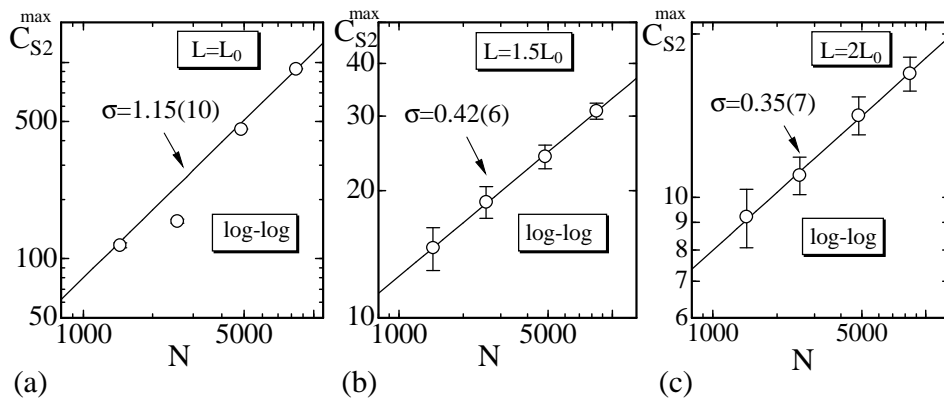 C_S2^max
L=L_0
σ=1.15(10)
500
log-log
100
50
1000 5000
N
(a)
C_S2^max
40
L=1.5L_0
30
σ=0.42(6)
20
log-log
10
1000 5000
N
(b)
C_S2^max
L=2L_0
σ=0.35(7)
10
9
8
log-log
7
6
1000 5000
N
(c)